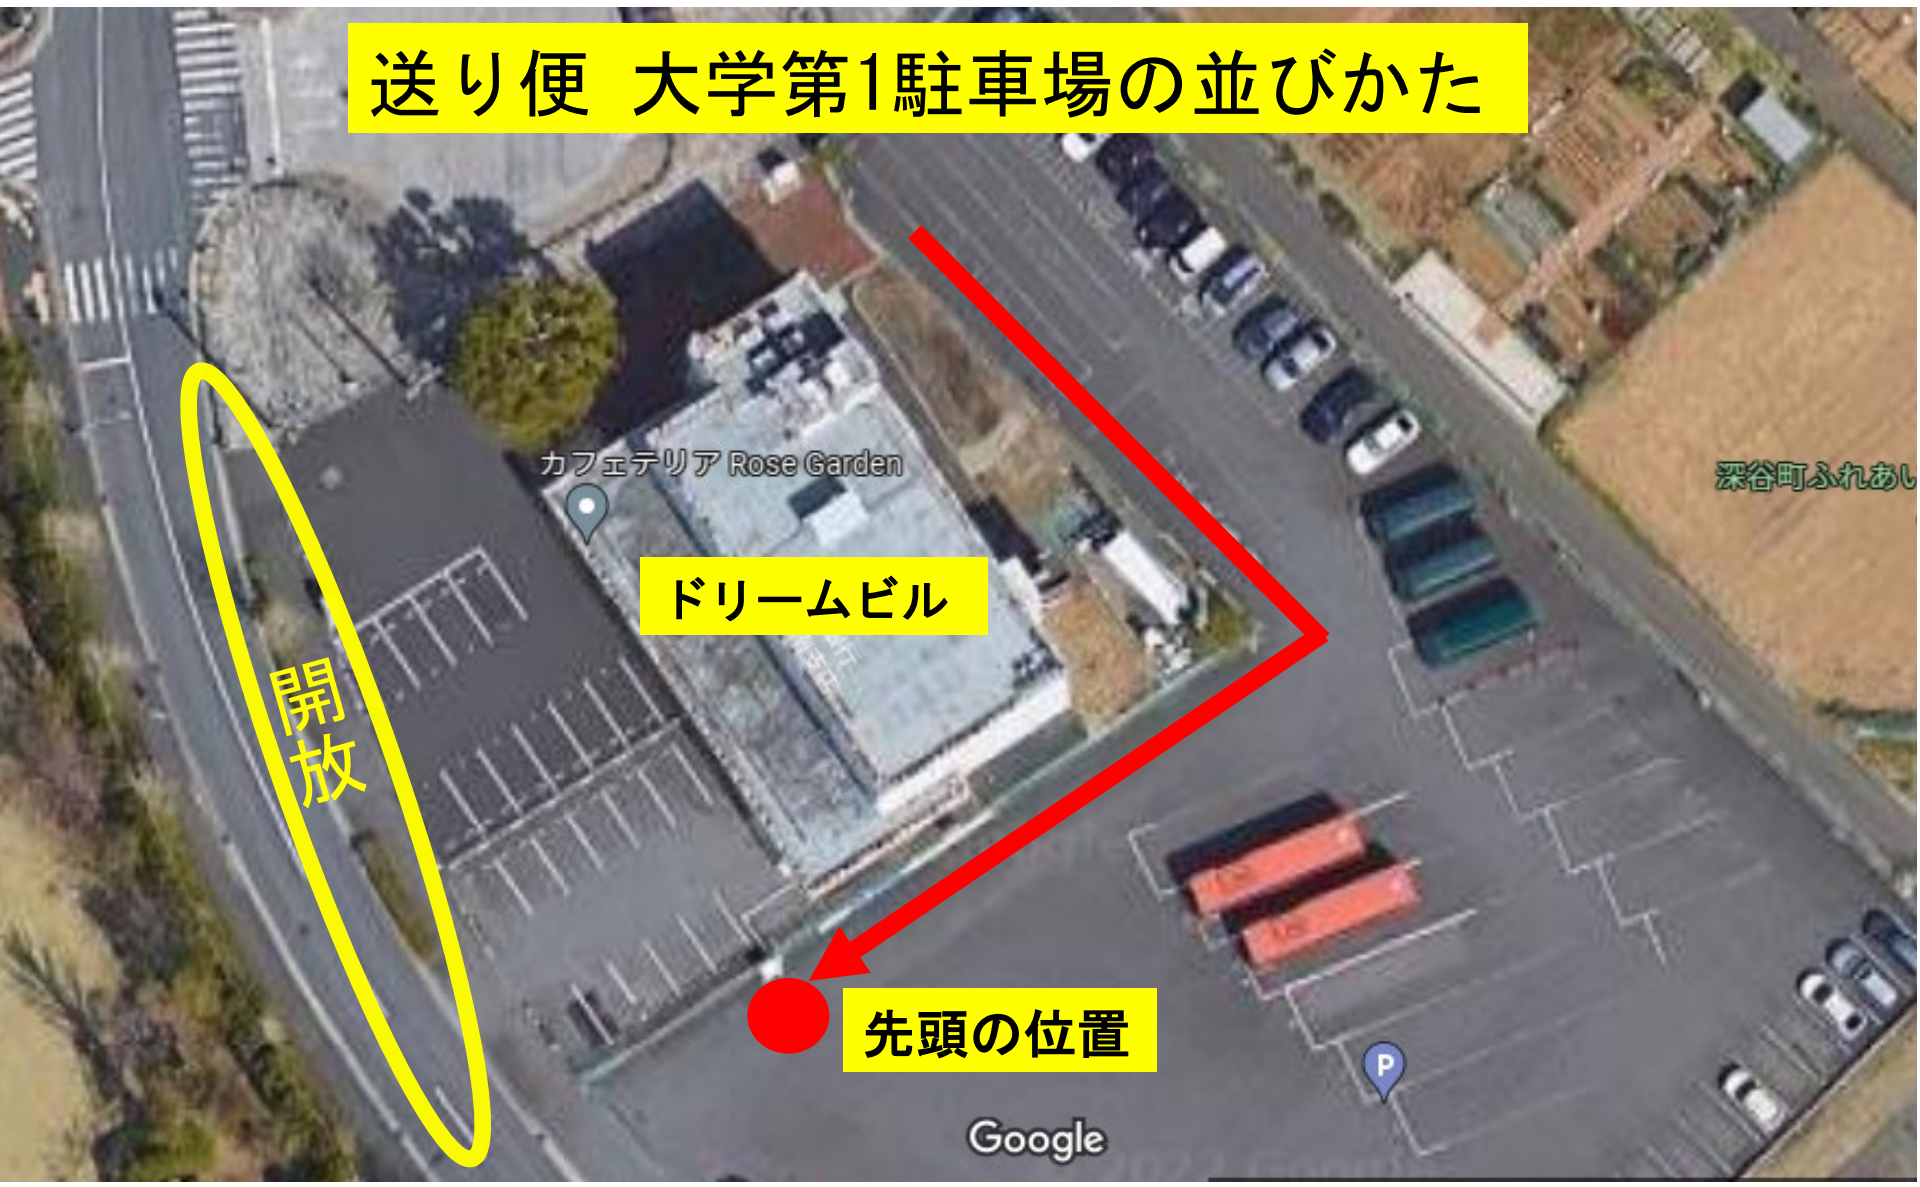 送り便 大学第1駐車場の並びかた
カフェテリア Rose Garden
深谷町ふれあい
ドリームビル
開放
先頭の位置
P
Google